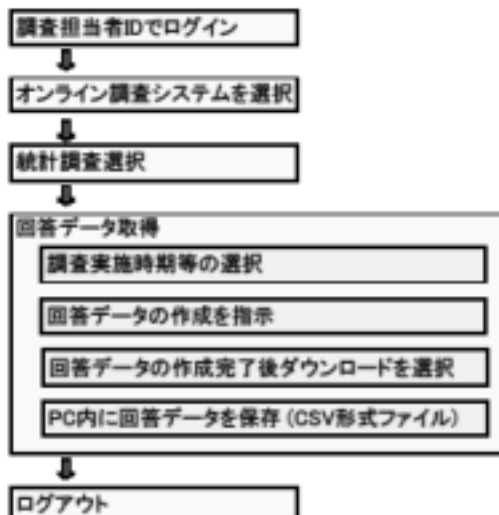 調査担当者IDでログイン
オンライン調査システムを選択
統計調査選択
回答データ取得
調査実施時期等の選択
回答データの作成を指示
回答データの作成完了後ダウンロードを選択
PC内に回答データを保存(CSV形式ファイル)
ログアウト